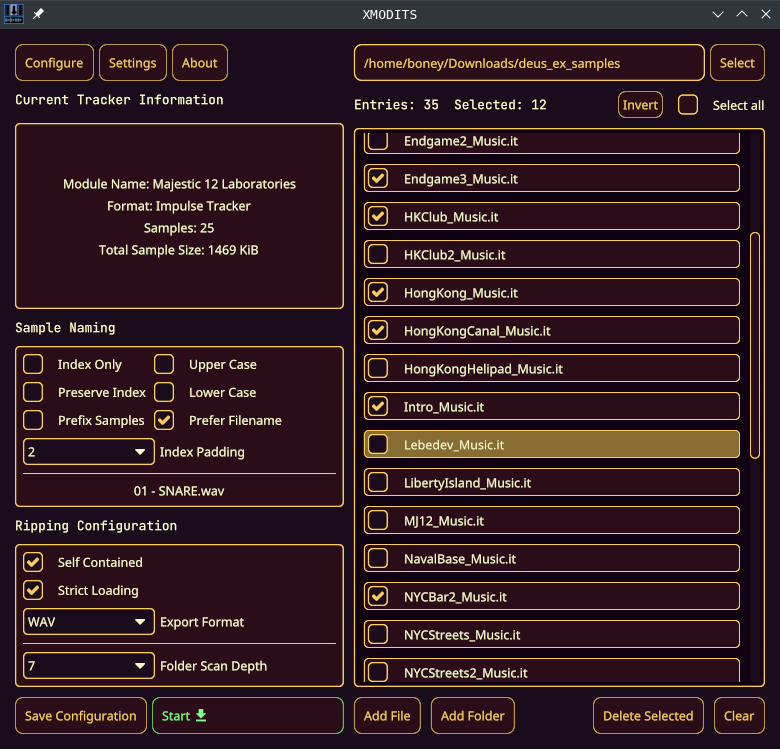 XMODITS
Configure Settings About
Current Tracker Information
Module Name: Majestic 12 Laboratories
Format: Impulse Tracker
Samples: 25
Total Sample Size: 1469 KiB
Sample Naming
Index Only Upper Case
Preserve Index Lower Case
Prefix Samples Prefer Filename
2 Index Padding
01 - SNARE.wav
Ripping Configuration
Self Contained
Strict Loading
WAV Export Format
7 Folder Scan Depth
Save Configuration Start
/home/boney/Downloads/deus_ex_samples Select
Entries: 35 Selected: 12 Invert Select all
Endgame2_Music.it
Endgame3_Music.it
HKClub_Music.it
HKClub2_Music.it
HongKong_Music.it
HongKongCanal_Music.it
HongKongHelipad_Music.it
Intro_Music.it
Lebedev_Music.it
LibertyIsland_Music.it
MJ12_Music.it
NavalBase_Music.it
NYCBar2_Music.it
NYCStreets_Music.it
NYCStreets2_Music.it
Add File Add Folder Delete Selected Clear